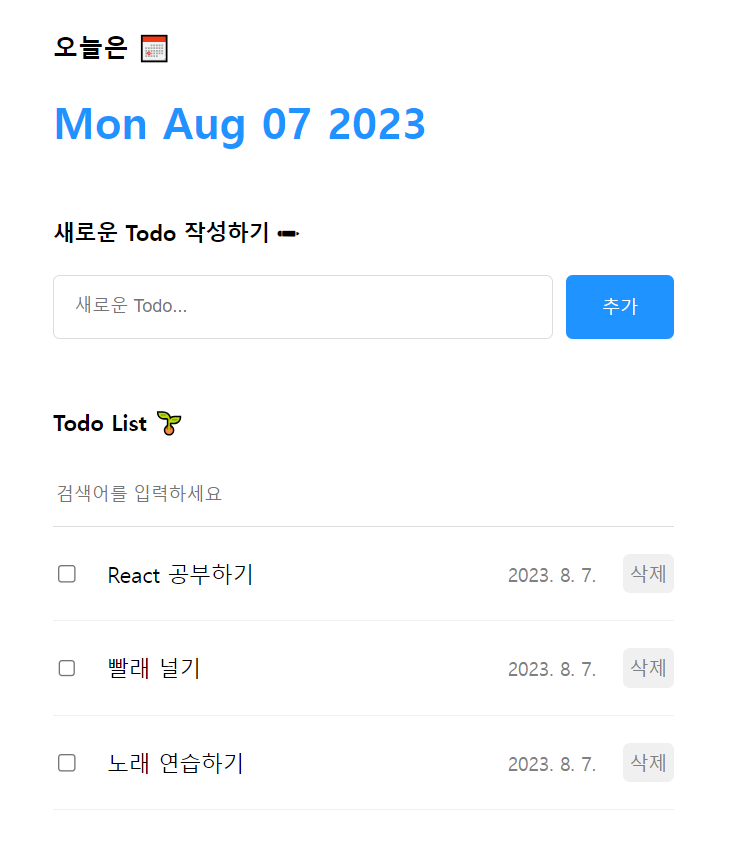 오늘은 📅
Mon Aug 07 2023
새로운 Todo 작성하기 ✏
새로운 Todo...
추가
Todo List 🌱
검색어를 입력하세요
React 공부하기 2023. 8. 7. 삭제
빨래 널기 2023. 8. 7. 삭제
노래 연습하기 2023. 8. 7. 삭제